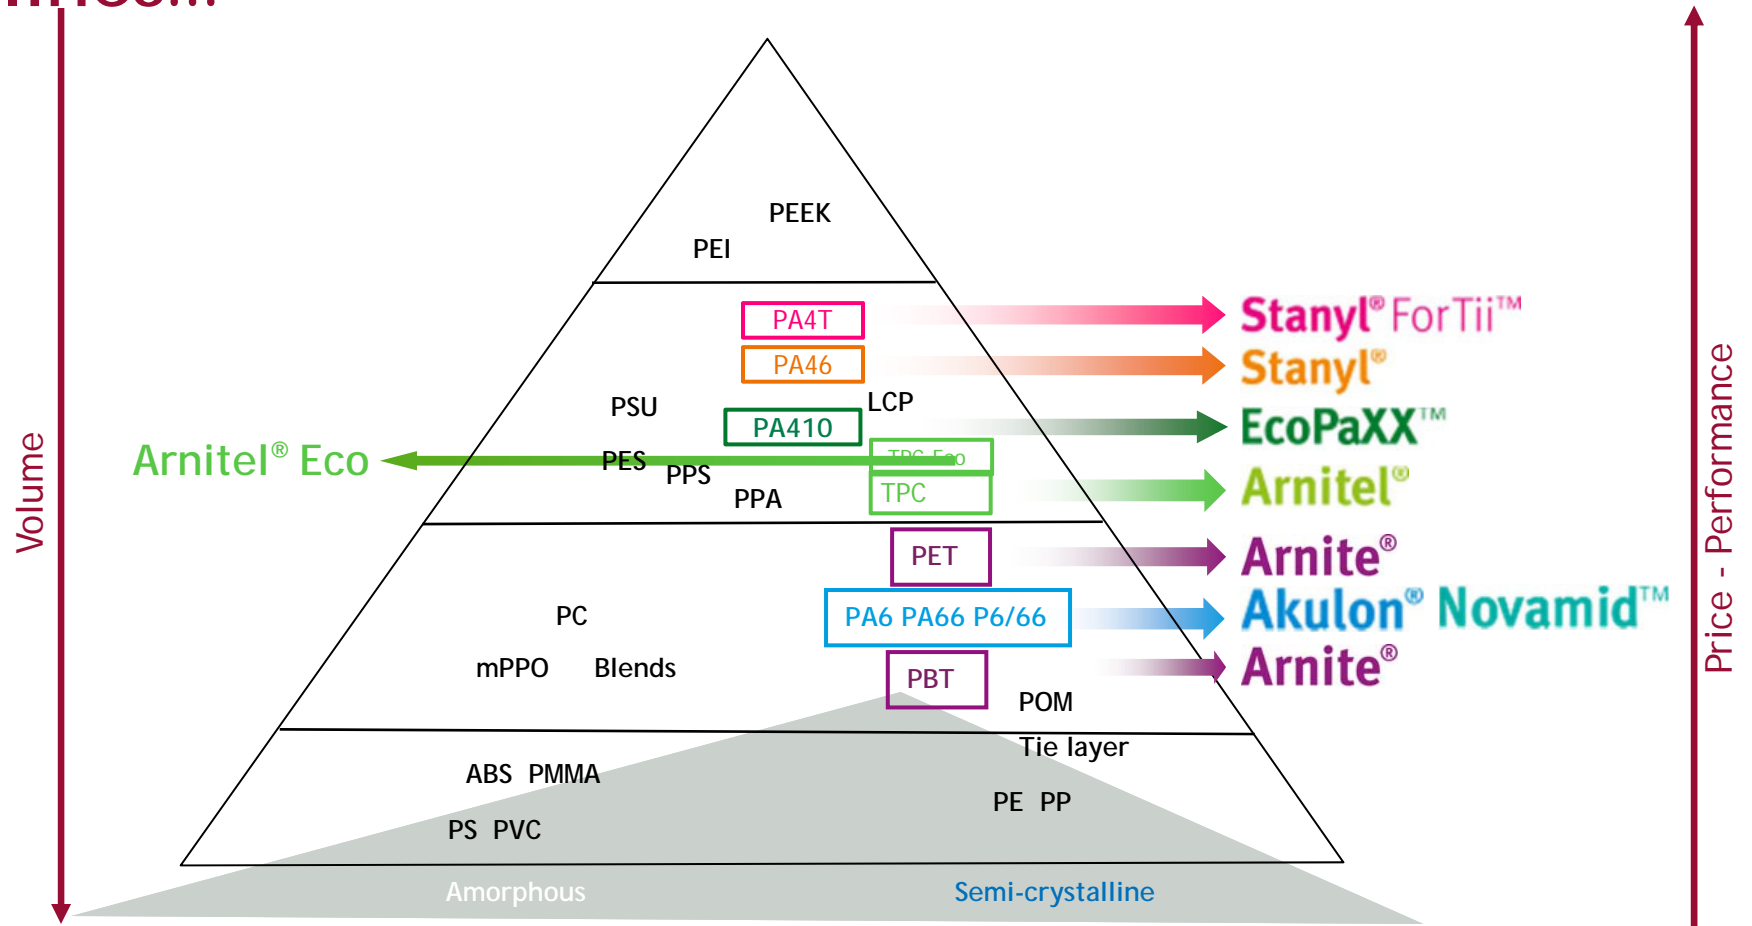 PEEK
PEI
PA4T
Stanyl® ForTii™
PA46
Stanyl®
LCP
PSU
PA410
EcoPaXX™
Arnitel® Eco
PES
TPC Eco
PPS
TPC
Arnitel®
PPA
PET
Arnite®
PC
PA6 PA66 P6/66
Akulon® Novamid™
mPPO Blends
PBT
Arnite®
POM
Tie layer
ABS PMMA
PE PP
PS PVC
Amorphous
Semi-crystalline
Volume
Price - Performance